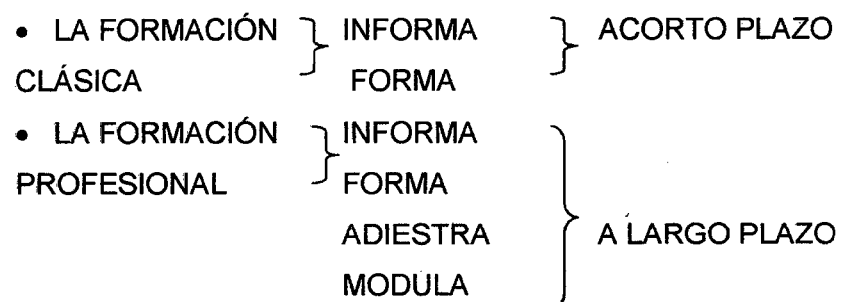 • LA FORMACIÓN INFORMA ACORTO PLAZO
CLÁSICA FORMA
• LA FORMACIÓN INFORMA
PROFESIONAL FORMA
ADIESTRA A LARGO PLAZO
MODULA